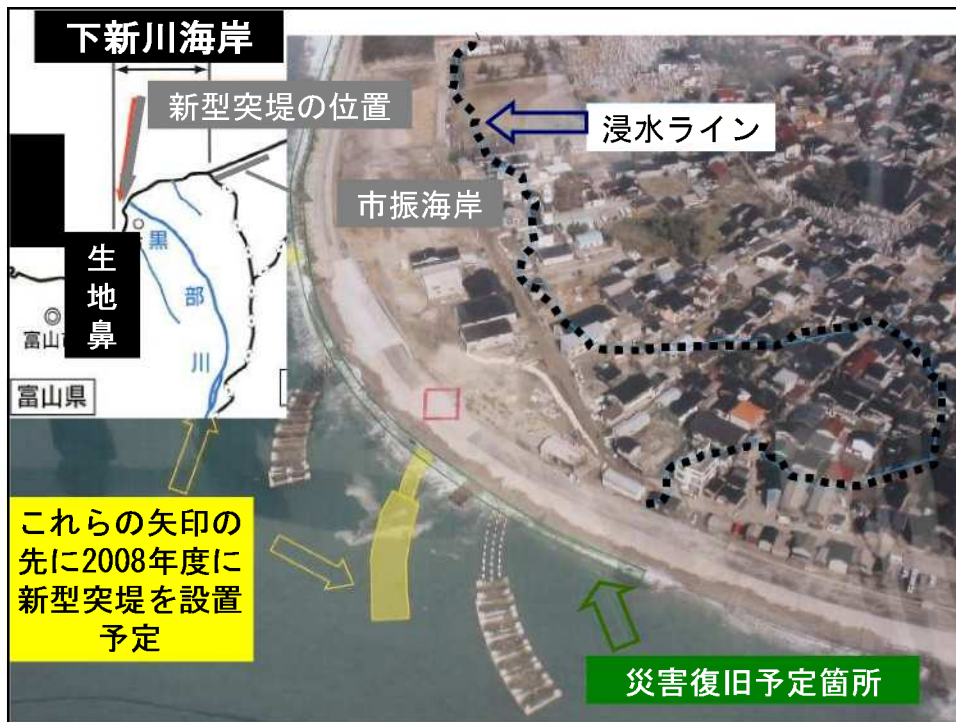 下新川海岸
新型突堤の位置
浸水ライン
市振海岸
生
地
鼻
黒
部
川
富山
富山県
これらの矢印の
先に2008年度に
新型突堤を設置
予定
災害復旧予定箇所